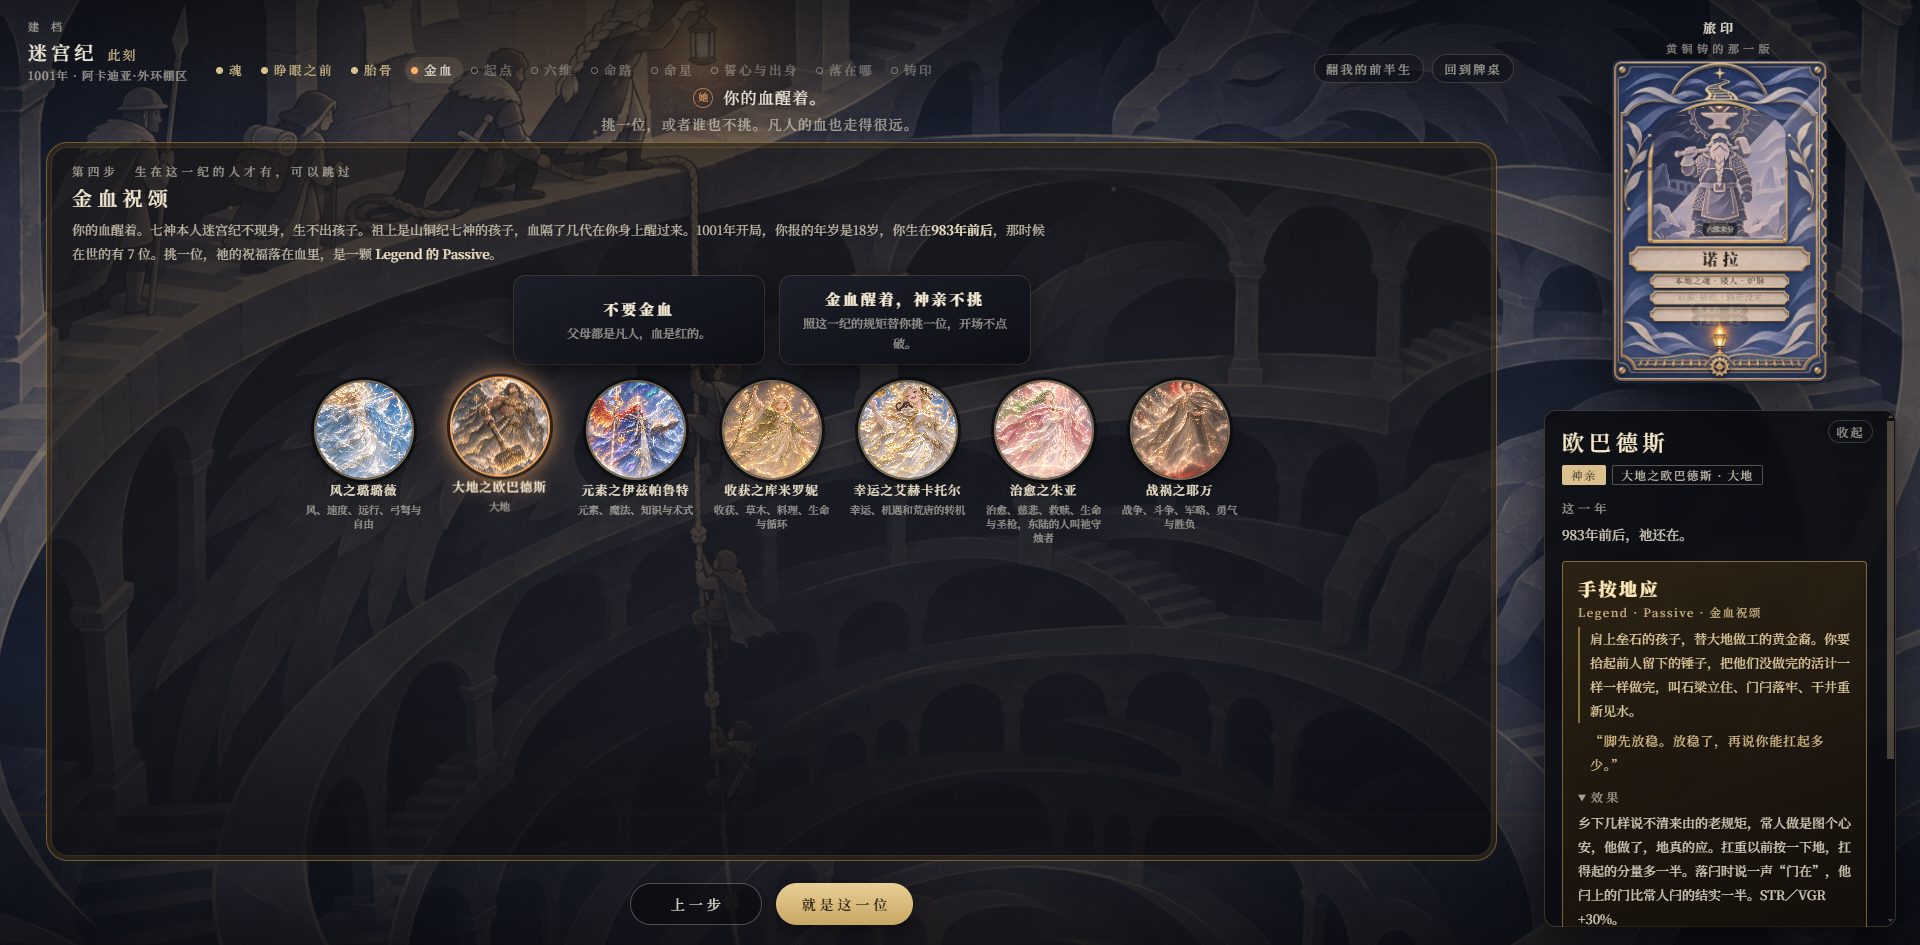 建 档
迷宫纪 此刻
1001年 · 阿卡迪亚·外环棚区
魂 睁眼之前 胎骨 金血 起点 六维 命路 命星 誓心与出身 落在哪 铸印
翻我的前半生 回到牌桌
她 你的血醒着。
挑一位，或者谁也不挑。凡人的血也走得很远。
第四步 生在这一纪的人才有，可以跳过
金血祝颂
你的血醒着。七神本人迷宫纪不现身，生不出孩子。祖上是山铜纪七神的孩子，血隔了几代在你身上醒过来。1001年开局，你报的年岁是18岁，你生在983年前后，那时候
在世的有 7 位。挑一位，祂的祝福落在血里，是一颗 Legend 的 Passive。
不要金血
父母都是凡人，血是红的。
金血醒着，神亲不挑
照这一纪的规矩替你挑一位，开场不点
破。
风之璐璐薇
风、速度、远行、弓弩与
自由
大地之欧巴德斯
大地
元素之伊兹帕鲁特
元素、魔法、知识与术式
收获之库米罗妮
收获、草木、料理、生命
与循环
幸运之艾赫卡托尔
幸运、机遇和荒唐的转机
治愈之朱亚
治愈、慈悲、救赎、生命
与圣枪，东陆的人叫祂守
烛者
战祸之耶万
战争、斗争、军略、勇气
与胜负
上一步
就是这一位
旅印
黄铜铸的那一版
六维未分
诺拉
本地之魂 · 矮人 · 炉脉
收起
欧巴德斯
神亲 大地之欧巴德斯 · 大地
这一年
983年前后，祂还在。
手按地应
Legend · Passive · 金血祝颂
肩上垒石的孩子，替大地做工的黄金裔。你要
拾起前人留下的锤子，把他们没做完的活计一
样一样做完，叫石梁立住、门闩落牢、干井重
新见水。
“脚先放稳。放稳了，再说你能扛起多
少。”
▼ 效果
乡下几样说不清来由的老规矩，常人做是图个心
安，他做了，地真的应。扛重以前按一下地，扛
得起的分量多一半。落闩时说一声“门在”，他
闩上的门比常人闩的结实一半。STR／VGR
+30%。